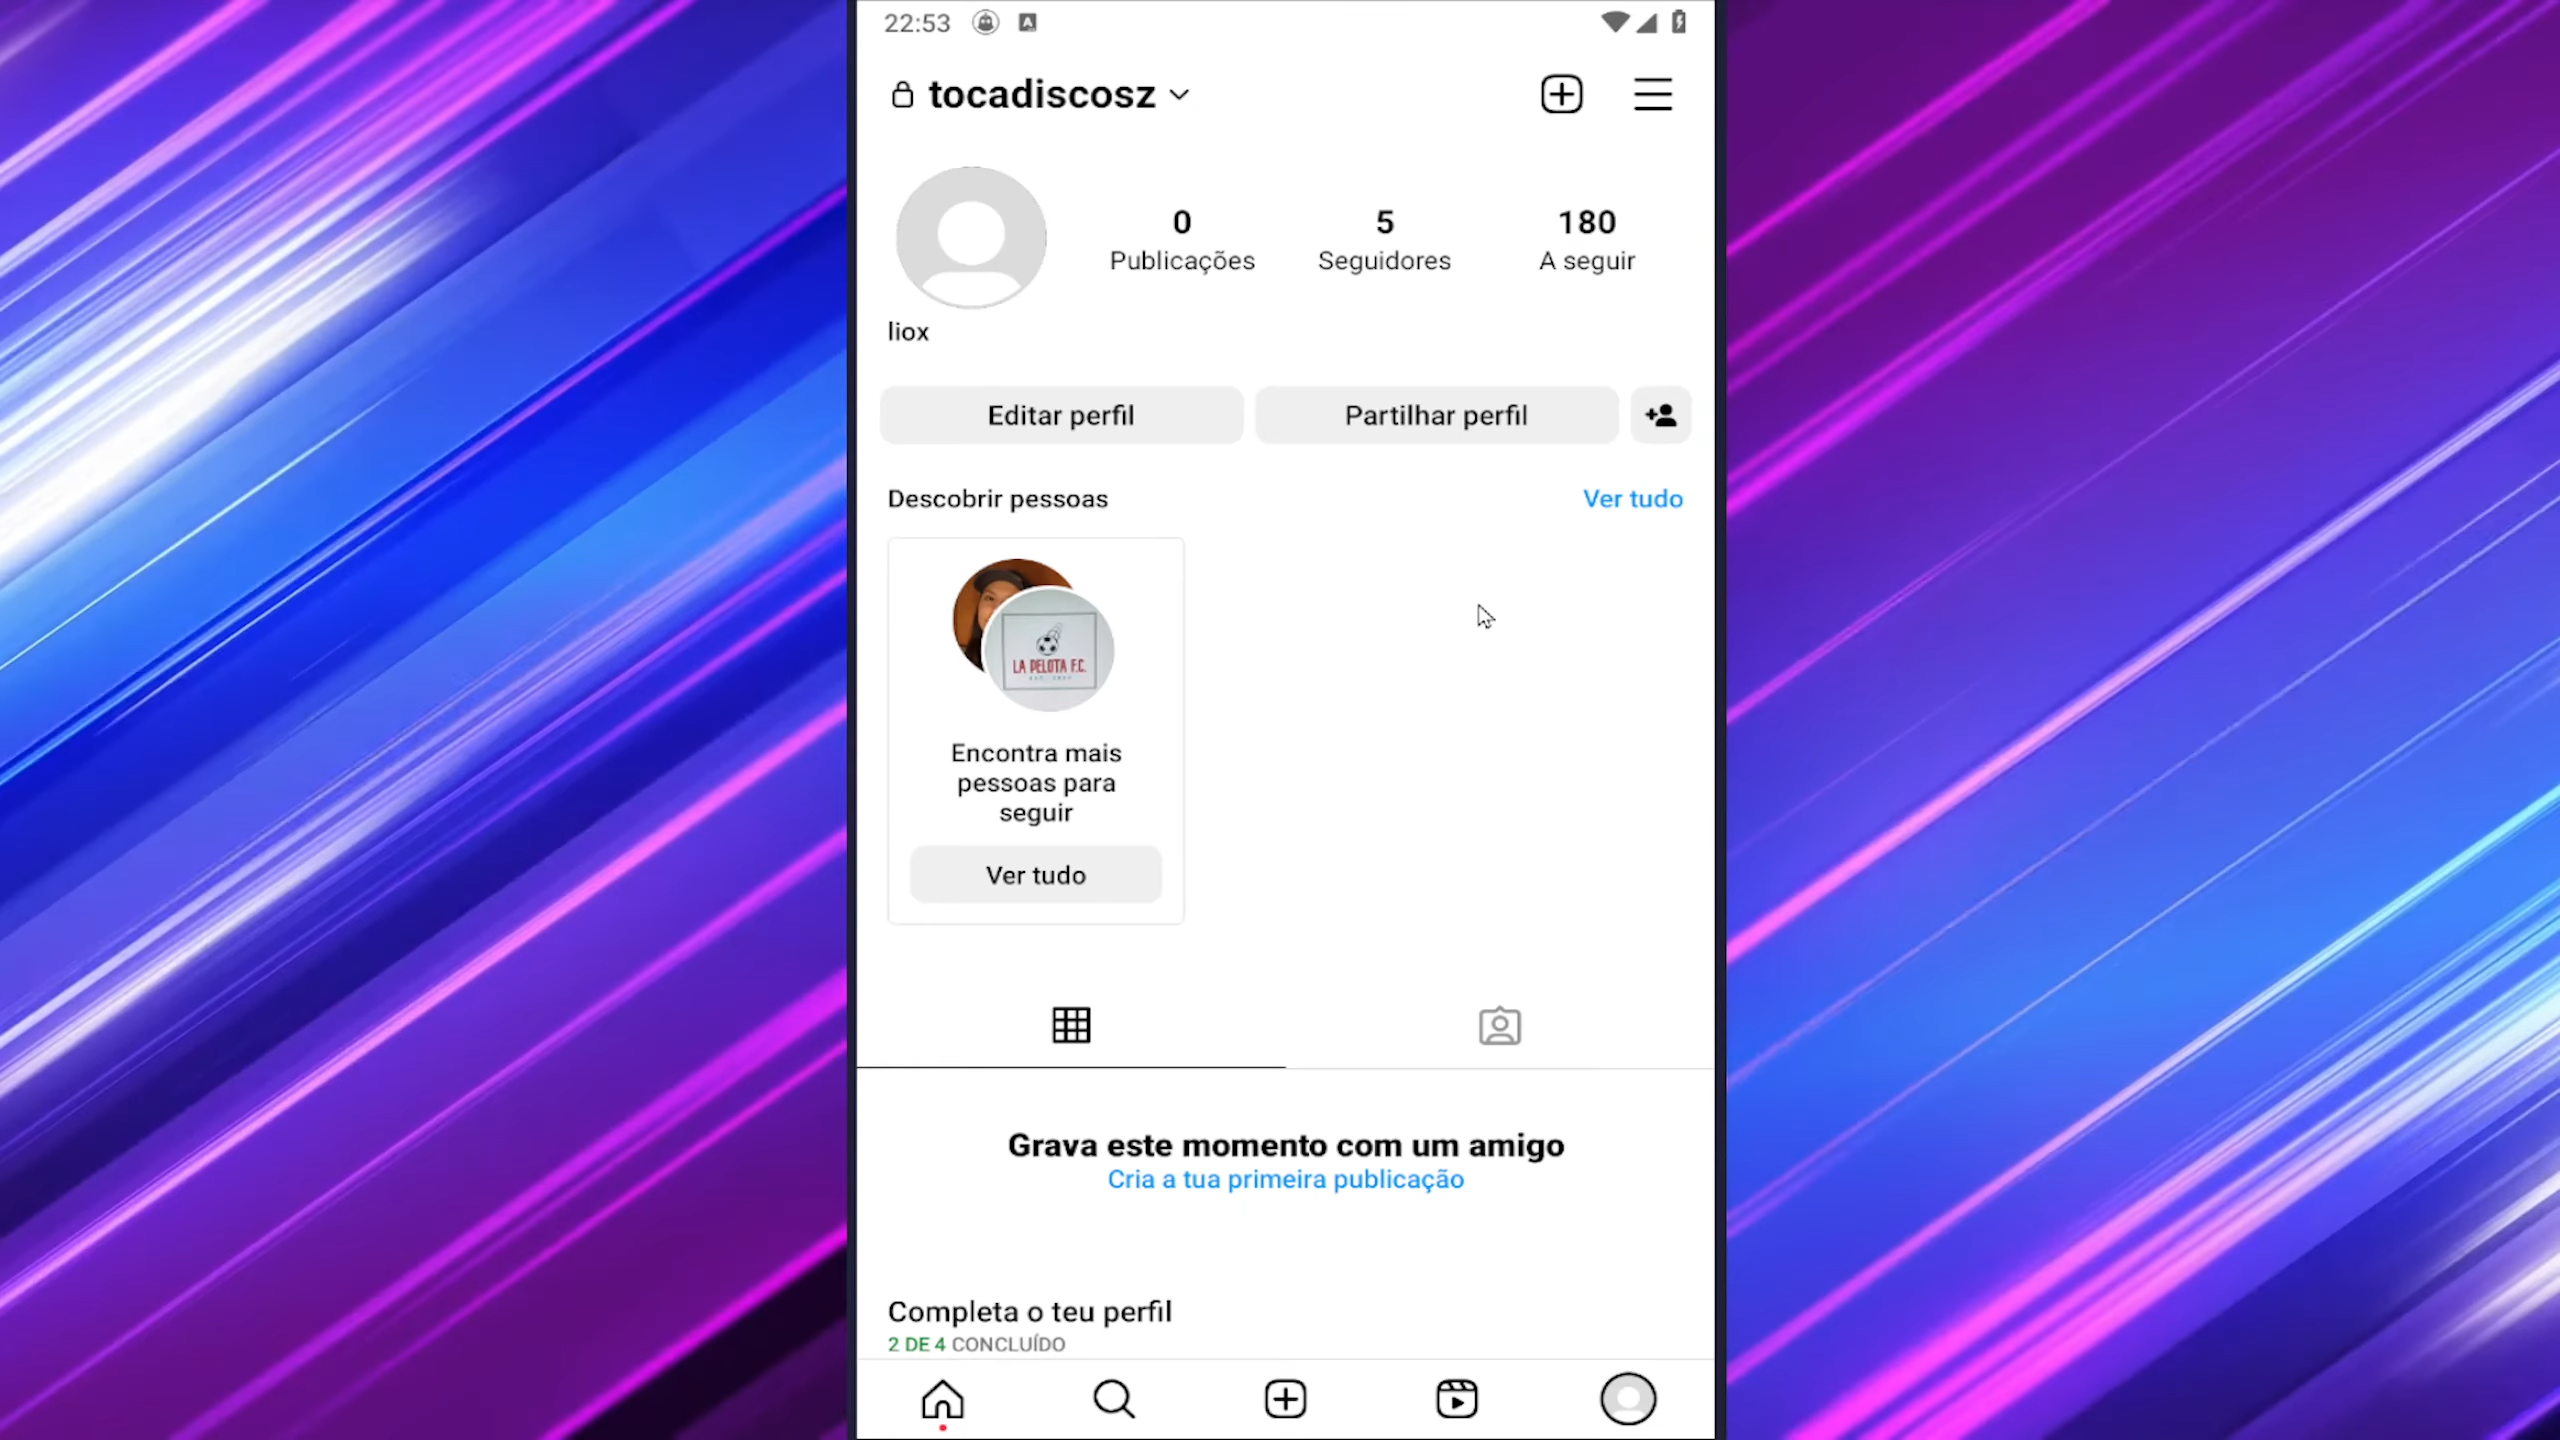 22:53
tocadiscosz
0 5 180
Publicações Seguidores A seguir
liox
Editar perfil Partilhar perfil
Descobrir pessoas Ver tudo
LA PELOTA F.C.
Encontra mais
pessoas para
seguir
Ver tudo
Grava este momento com um amigo
Cria a tua primeira publicação
Completa o teu perfil
2 DE 4 CONCLUÍDO